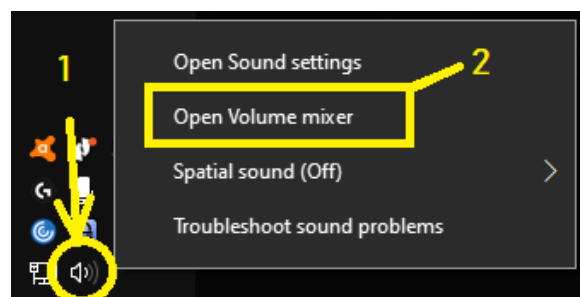 1
2
Open Sound settings
Open Volume mixer
Spatial sound (Off)
Troubleshoot sound problems